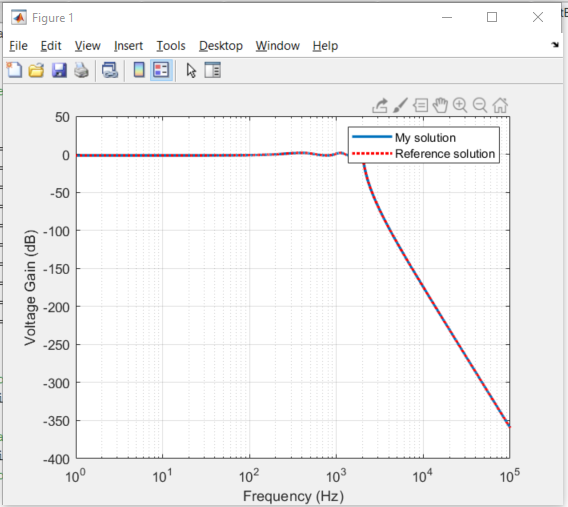 Figure 1
File Edit View Insert Tools Desktop Window Help
My solution
Reference solution
50
0
-50
-100
-150
-200
-250
-300
-350
-400
Voltage Gain (dB)
10^0 10^1 10^2 10^3 10^4 10^5
Frequency (Hz)